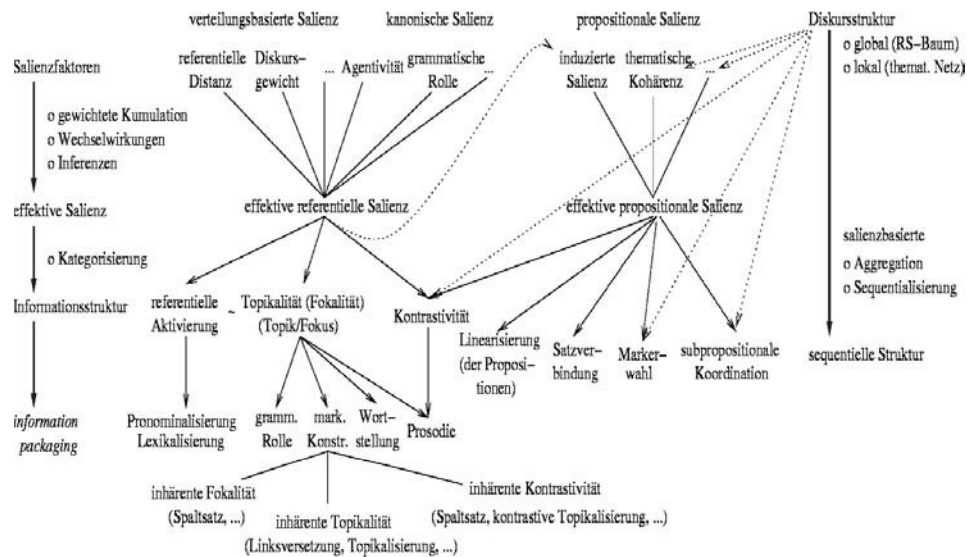 verteilungsbasierte Salienz kanonische Salienz propositionale Salienz Diskursstruktur
o global (RS-Baum)
o lokal (themat. Netz)
Salienzfaktoren
referentielle
Distanz
Diskurs-
gewicht
...
Agentivität
grammatische
Rolle
...
induzierte
Salienz
thematische
Kohärenz
...
o gewichtete Kumulation
o Wechselwirkungen
o Inferenzen
effektive Salienz
effektive referentielle Salienz
effektive propositionale Salienz
o Kategorisierung
salienzbasierte
o Aggregation
o Sequentialisierung
Informationsstruktur
referentielle
Aktivierung
~
Topikalität (Fokalität)
(Topik/Fokus)
Kontrastivität
Linearisierung
(der Proposi-
tionen)
Satzver-
bindung
Marker-
wahl
subpropositionale
Koordination
sequentielle Struktur
information
packaging
Pronominalisierung
Lexikalisierung
gramm.
Rolle
mark.
Konstr.
Wort-
stellung
Prosodie
inhärente Fokalität
(Spaltsatz, ...)
inhärente Topikalität
(Linksversetzung, Topikalisierung, ...)
inhärente Kontrastivität
(Spaltsatz, kontrastive Topikalisierung, ...)